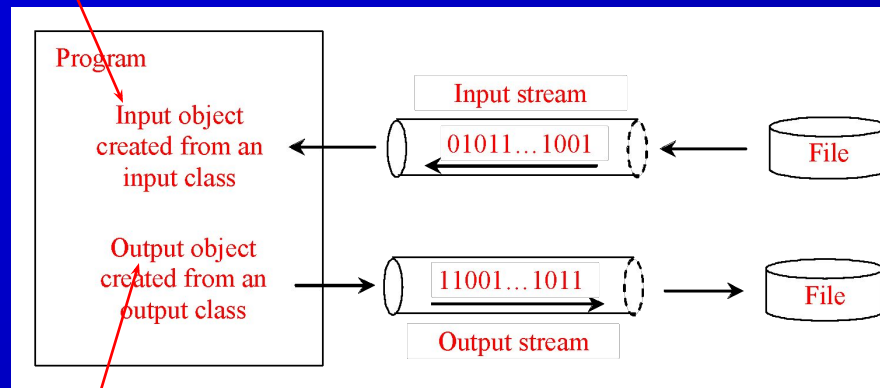 Program
Input stream
Input object
created from an
input class
01011...1001
File
Output object
created from an
output class
11001...1011
File
Output stream